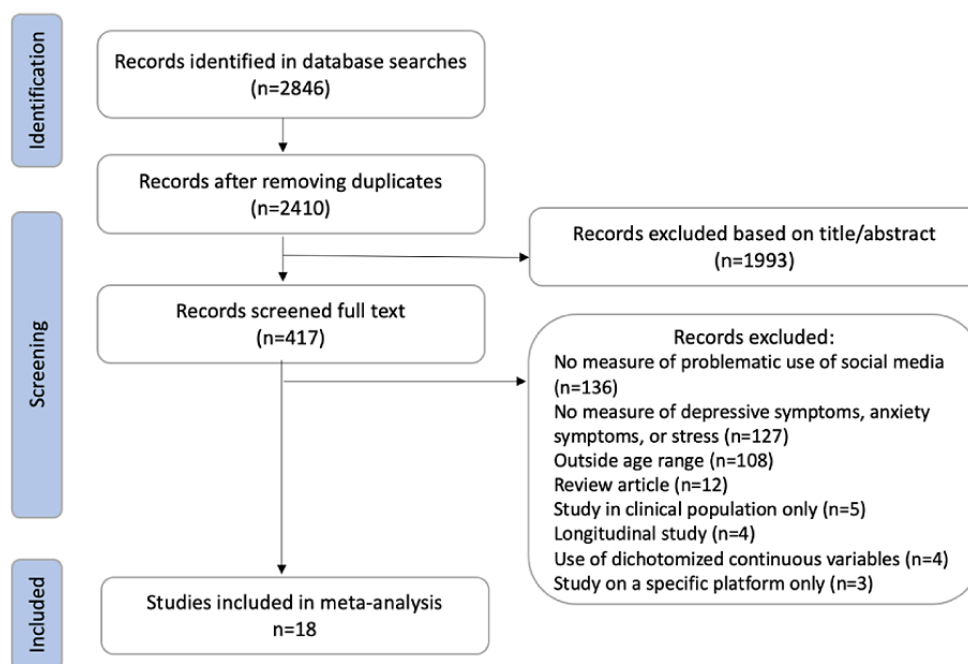 Identification
Records identified in database searches
(n=2846)
Records after removing duplicates
(n=2410)
Screening
Records excluded based on title/abstract
(n=1993)
Records screened full text
(n=417)
Records excluded:
No measure of problematic use of social media
(n=136)
No measure of depressive symptoms, anxiety
symptoms, or stress (n=127)
Outside age range (n=108)
Review article (n=12)
Study in clinical population only (n=5)
Longitudinal study (n=4)
Use of dichotomized continuous variables (n=4)
Study on a specific platform only (n=3)
Included
Studies included in meta-analysis
n=18